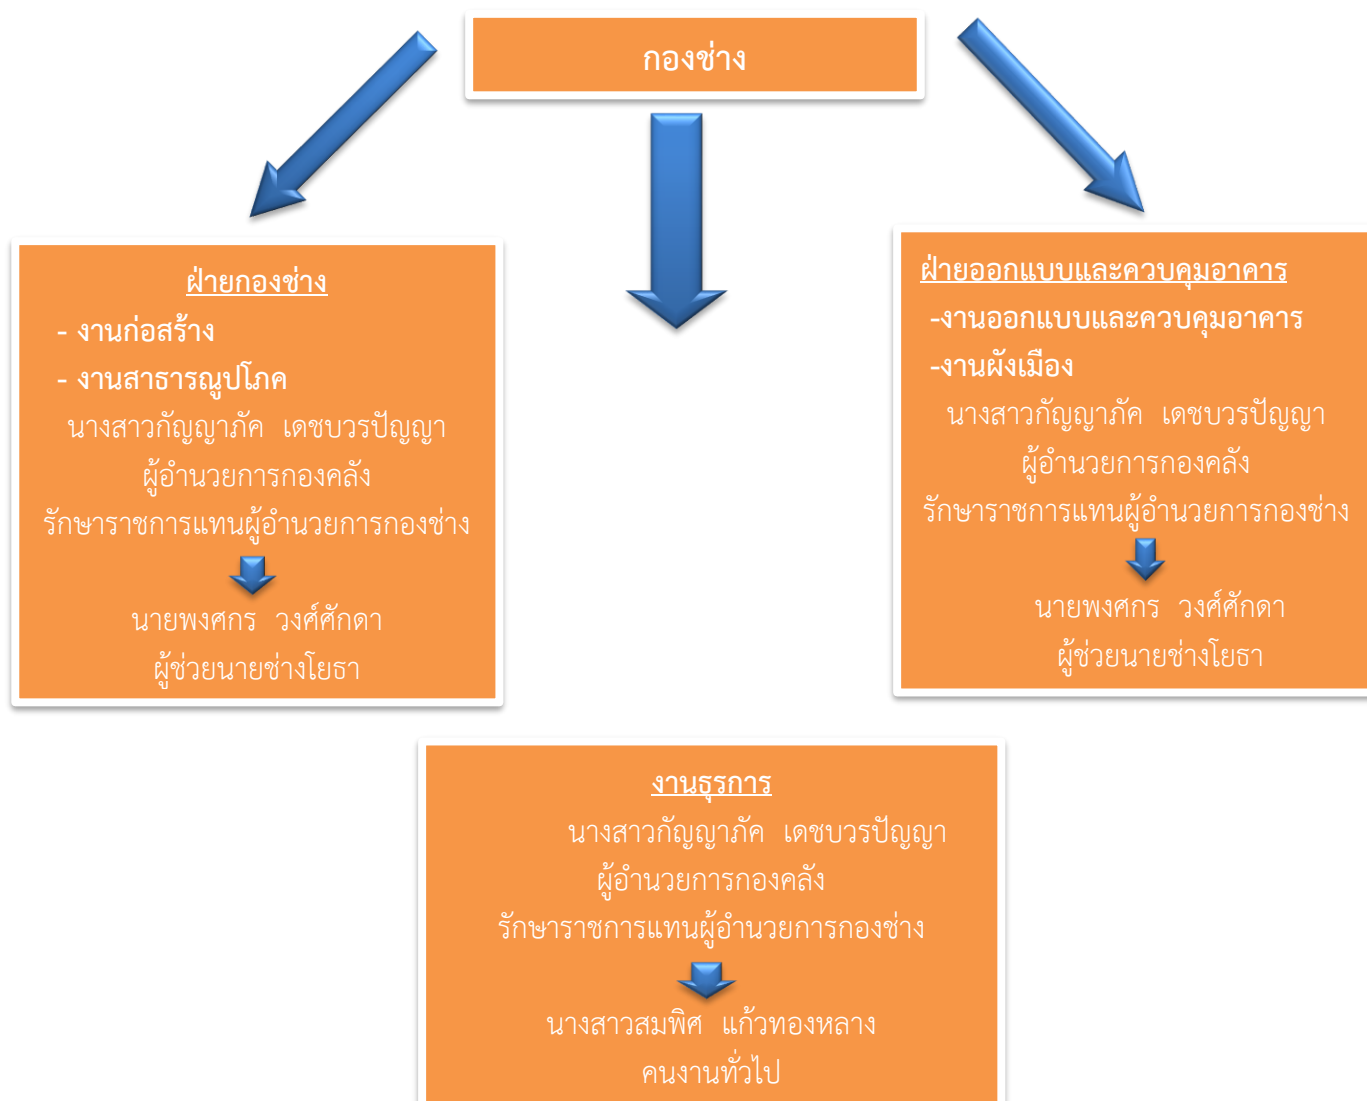 กองช่าง
ฝ่ายกองช่าง
- งานก่อสร้าง
- งานสาธารณูปโภค
นางสาวกัญญาภัค เดชบวรปัญญา
ผู้อำนวยการกองคลัง
รักษาราชการแทนผู้อำนวยการกองช่าง
นายพงศกร วงศ์ศักดา
ผู้ช่วยนายช่างโยธา
ฝ่ายออกแบบและควบคุมอาคาร
-งานออกแบบและควบคุมอาคาร
-งานผังเมือง
นางสาวกัญญาภัค เดชบวรปัญญา
ผู้อำนวยการกองคลัง
รักษาราชการแทนผู้อำนวยการกองช่าง
นายพงศกร วงศ์ศักดา
ผู้ช่วยนายช่างโยธา
งานธุรการ
นางสาวกัญญาภัค เดชบวรปัญญา
ผู้อำนวยการกองคลัง
รักษาราชการแทนผู้อำนวยการกองช่าง
นางสาวสมพิศ แก้วทองหลาง
คนงานทั่วไป